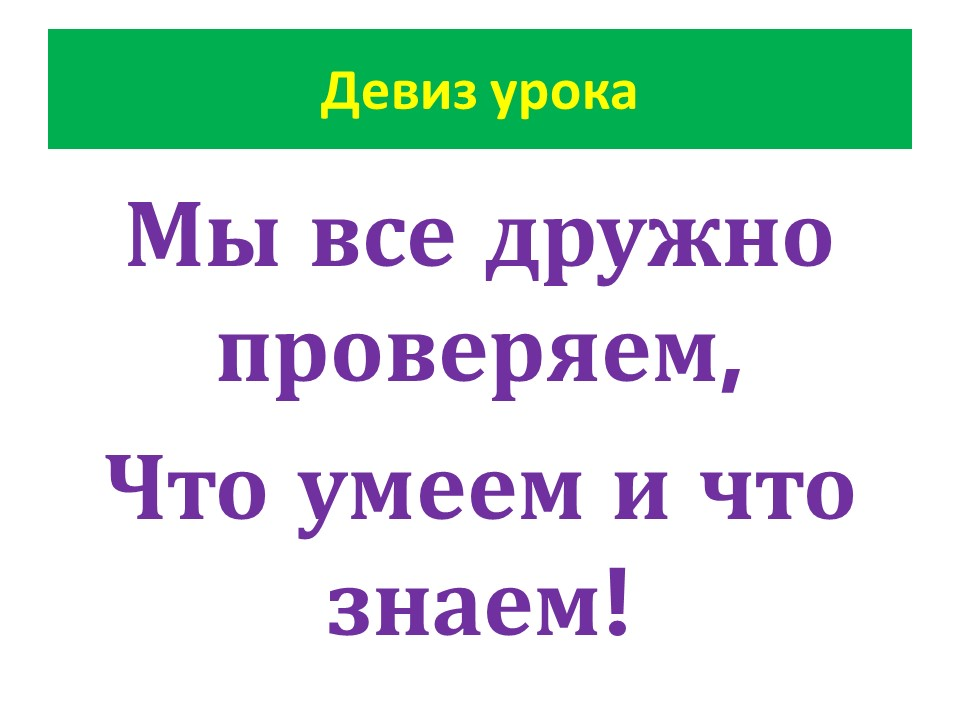 Девиз урока
Мы все дружно
проверяем,
Что умеем и что
знаем!